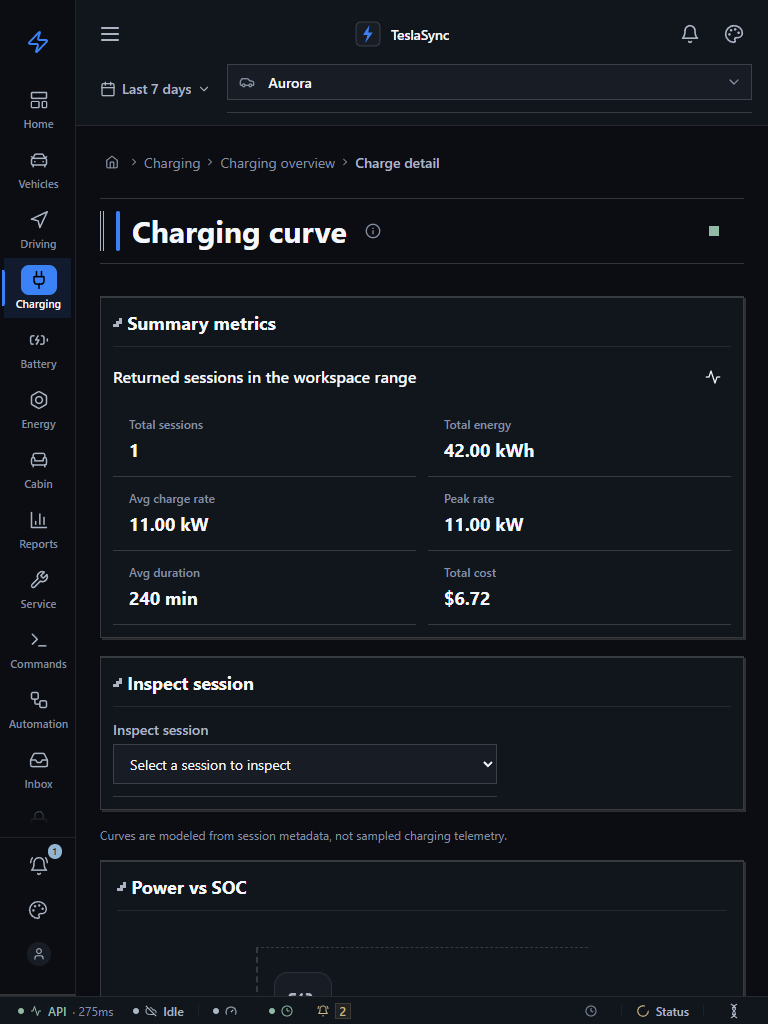 TeslaSync
Last 7 days
Aurora
Home
Vehicles
Driving
Charging
Battery
Energy
Cabin
Reports
Service
Commands
Automation
Inbox
1
Charging
Charging overview
Charge detail
Charging curve
Summary metrics
Returned sessions in the workspace range
Total sessions
1
Total energy
42.00 kWh
Avg charge rate
11.00 kW
Peak rate
11.00 kW
Avg duration
240 min
Total cost
$6.72
Inspect session
Inspect session
Select a session to inspect
Curves are modeled from session metadata, not sampled charging telemetry.
Power vs SOC
API · 275ms
Idle
2
Status